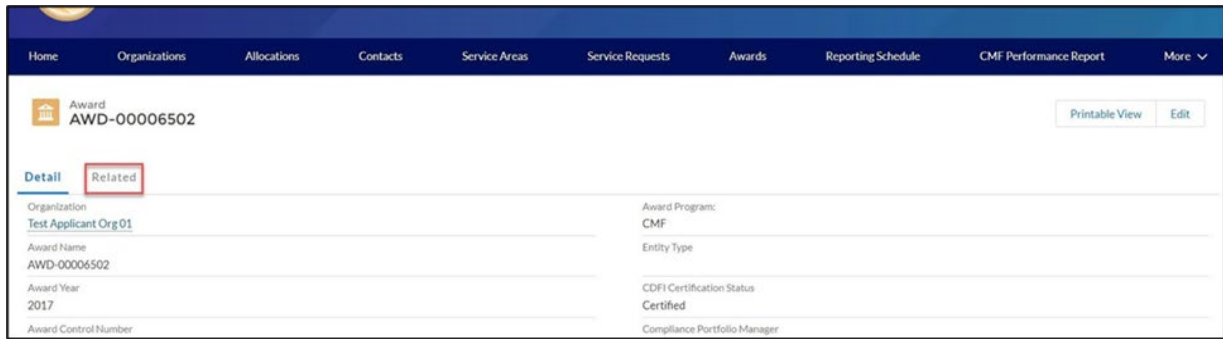 Home Organizations Allocations Contacts Service Areas Service Requests Awards Reporting Schedule CMF Performance Report More
Award
AWD-00006502
Printable View Edit
Detail Related
Organization Award Program:
Test Applicant Org 01 CMF
Award Name Entity Type
AWD-00006502
Award Year CDFI Certification Status
2017 Certified
Award Control Number Compliance Portfolio Manager